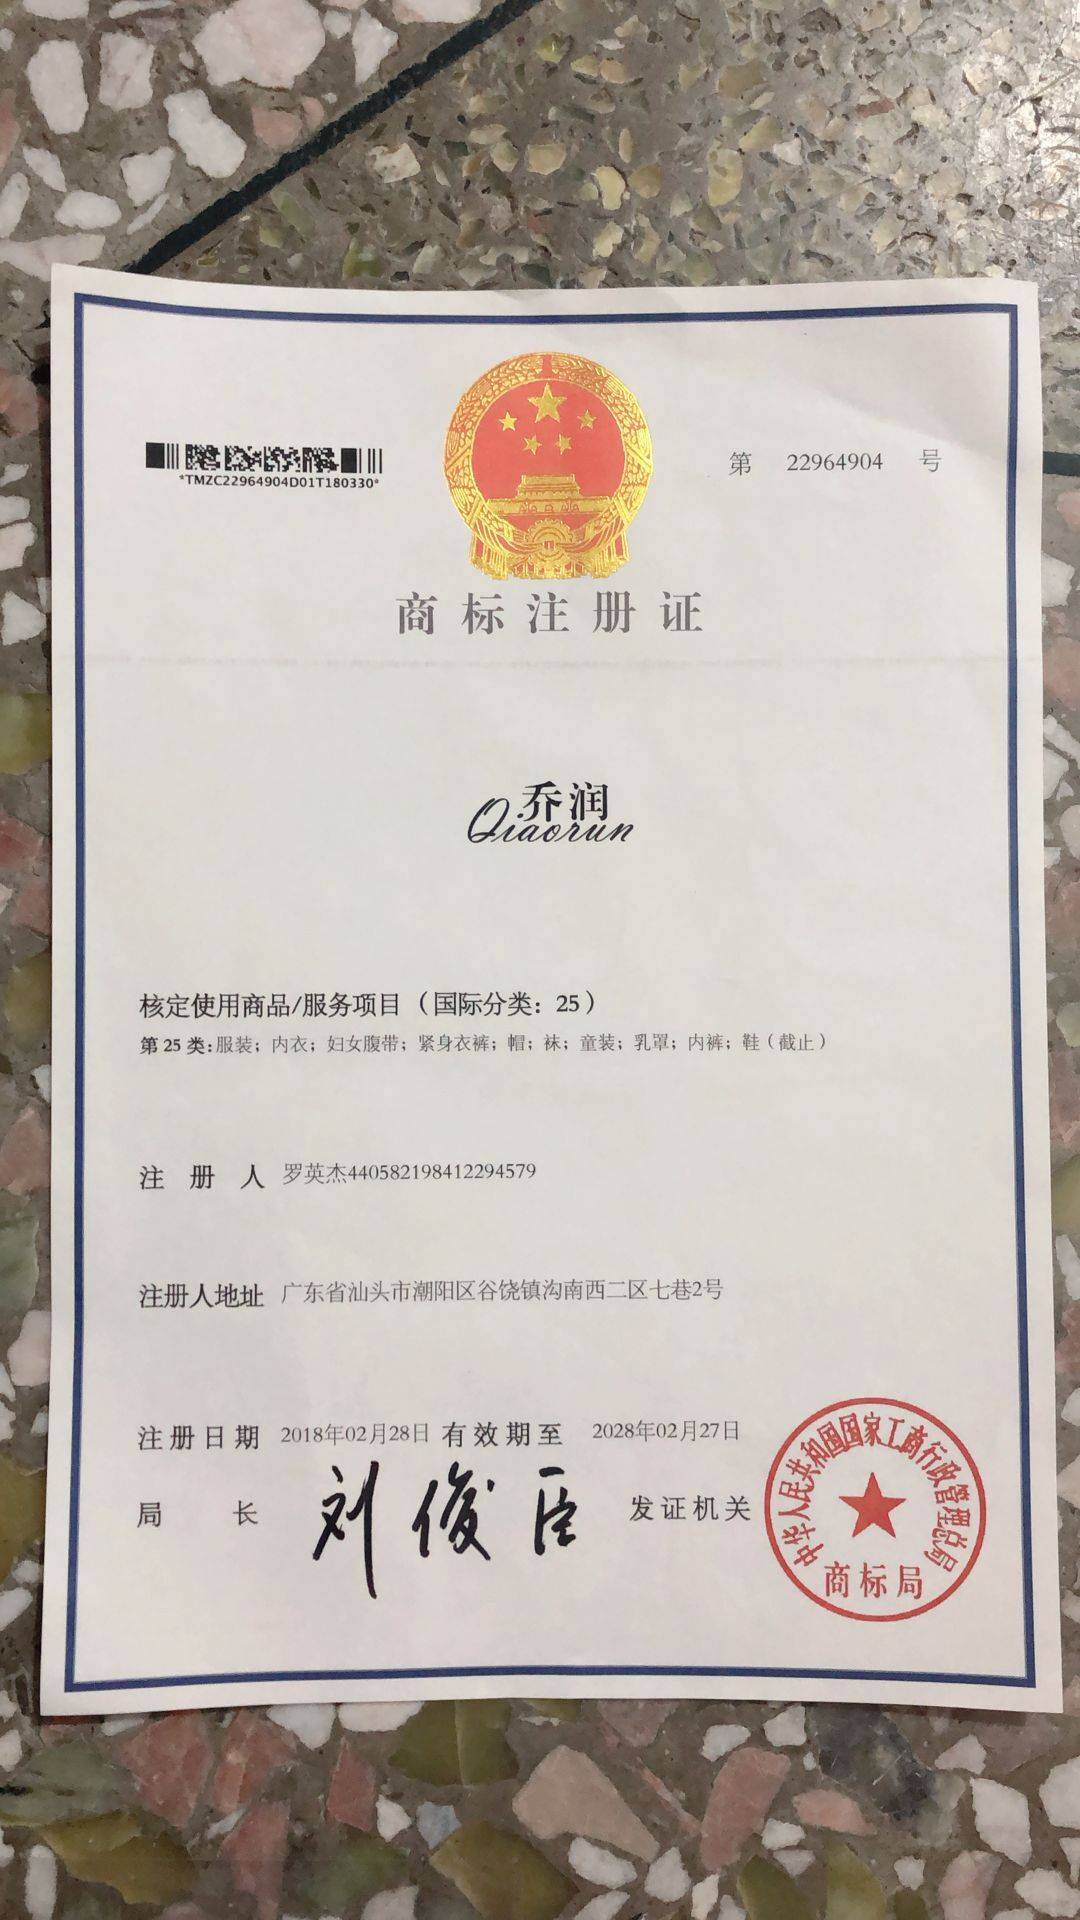 *TMZC22964904D01T180330*
第 22964904 号
商标注册证
乔润
Qiaorun
核定使用商品/服务项目（国际分类：25）
第 25 类:服装；内衣；妇女腹带；紧身衣裤；帽；袜；童装；乳罩；内裤；鞋（截止）
注册人 罗英杰440582198412294579
注册人地址 广东省汕头市潮阳区谷饶镇沟南西二区七巷2号
注册日期 2018年02月28日 有效期至 2028年02月27日
局长 刘俊臣 发证机关
中华人民共和国国家工商行政管理总局
商标局